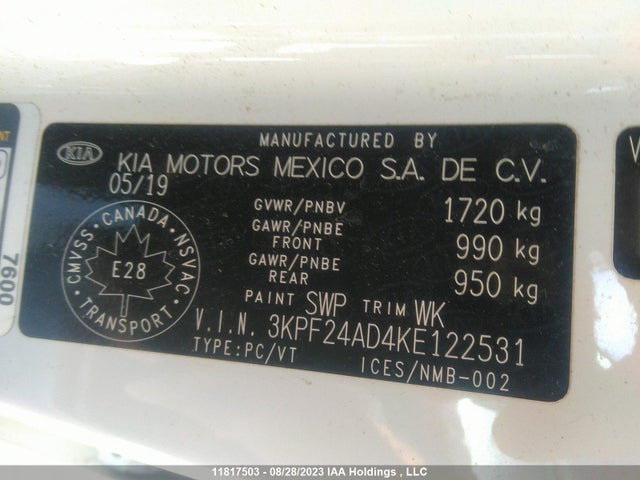 MANUFACTURED BY
KIA KIA MOTORS MEXICO S.A. DE C.V.
05/19
GVWR/PNBV 1720 kg
GAWR/PNBE FRONT 990 kg
GAWR/PNBE REAR 950 kg
CANADA CMVSS NSVAC
E28
TRANSPORT
PAINT SWP TRIM WK
V.I.N. 3KPF24AD4KE122531
TYPE:PC/VT ICES/NMB-002
7600
11817503 - 08/28/2023 IAA Holdings , LLC